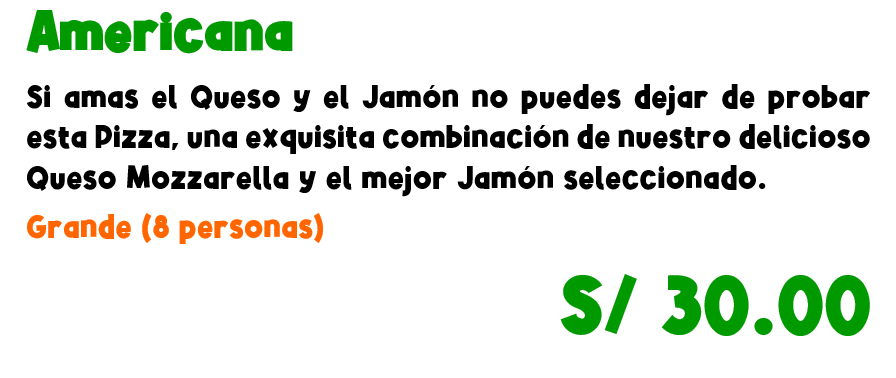 Americana
Si amas el Queso y el Jamón no puedes dejar de probar
esta Pizza, una exquisita combinación de nuestro delicioso
Queso Mozzarella y el mejor Jamón seleccionado.
Grande (8 personas)
S/ 30.00